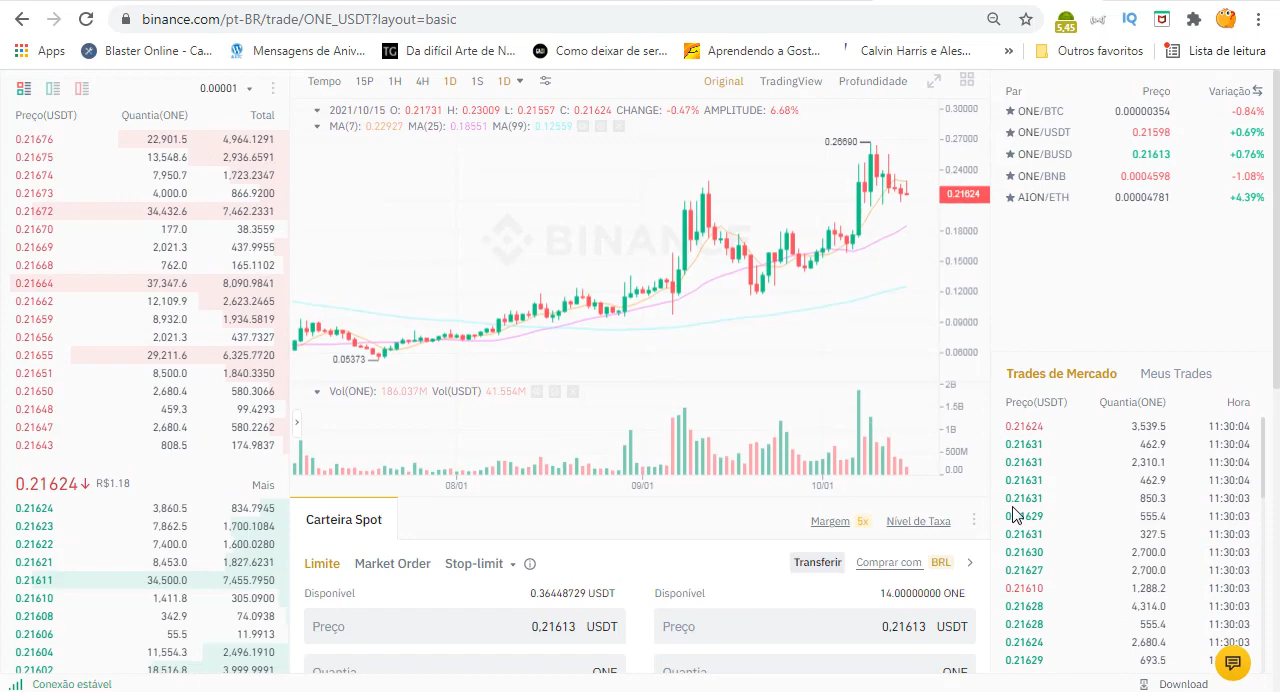 binance.com/pt-BR/trade/ONE_USDT?layout=basic
5,45
IQ
Apps
Blaster Online - Ca...
Mensagens de Aniv...
TG
Da difícil Arte de N...
Como deixar de ser...
Aprendendo a Gost...
Calvin Harris e Ales...
»
Outros favoritos
Lista de leitura
0.00001
Preço(USDT) Quantia(ONE) Total
0.21676 22,901.5 4,964.1291
0.21675 13,548.6 2,936.6591
0.21674 7,950.7 1,723.2347
0.21673 4,000.0 866.9200
0.21672 34,432.6 7,462.2331
0.21670 177.0 38.3559
0.21669 2,021.3 437.9955
0.21668 762.0 165.1102
0.21664 37,347.6 8,090.9841
0.21662 12,109.9 2,623.2465
0.21659 8,932.0 1,934.5819
0.21656 2,021.3 437.7327
0.21655 29,211.6 6,325.7720
0.21651 8,500.0 1,840.3350
0.21650 2,680.4 580.3066
0.21648 459.3 99.4293
0.21647 2,680.4 580.2262
0.21643 808.5 174.9837
0.21624↓ R$1.18 Mais
0.21624 3,860.5 834.7945
0.21623 7,862.5 1,700.1084
0.21622 7,400.0 1,600.0280
0.21621 8,453.0 1,827.6231
0.21611 34,500.0 7,455.7950
0.21610 1,411.8 305.0900
0.21608 342.9 74.0938
0.21606 55.5 11.9913
0.21604 11,554.3 2,496.1910
0.21602 18,516.8 3,999.9991
Conexão estável
Tempo 15P 1H 4H 1D 1S 1D
Original TradingView Profundidade
2021/10/15 O: 0.21731 H: 0.23009 L: 0.21557 C: 0.21624 CHANGE: -0.47% AMPLITUDE: 6.68%
MA(7): 0.22927 MA(25): 0.18551 MA(99): 0.12559
0.30000
0.27000
0.24000
0.21624
0.18000
0.15000
0.12000
0.09000
0.06000
0.26690
0.05373
BINANCE
Vol(ONE): 186.037M Vol(USDT) 41.554M
2B
1.5B
1B
500M
0.00
08/01 09/01 10/01
Carteira Spot
Margem 5x Nível de Taxa
Limite Market Order Stop-limit
Transferir Comprar com BRL
Disponível 0.36448729 USDT
Preço 0,21613 USDT
Quantia ONE
Disponível 14.00000000 ONE
Preço 0,21613 USDT
Quantia ONE
Par Preço Variação
ONE/BTC 0.00000354 -0.84%
ONE/USDT 0.21598 +0.69%
ONE/BUSD 0.21613 +0.76%
ONE/BNB 0.0004598 -1.08%
AION/ETH 0.00004781 +4.39%
Trades de Mercado Meus Trades
Preço(USDT) Quantia(ONE) Hora
0.21624 3,539.5 11:30:04
0.21631 462.9 11:30:04
0.21631 2,310.1 11:30:04
0.21631 462.9 11:30:04
0.21631 850.3 11:30:03
555.4 11:30:03
0.21631 327.5 11:30:03
0.21630 2,700.0 11:30:03
0.21627 2,700.0 11:30:03
0.21610 1,288.2 11:30:03
0.21628 4,314.0 11:30:03
0.21628 555.4 11:30:03
0.21624 2,680.4 11:30:03
0.21629 693.5
Download